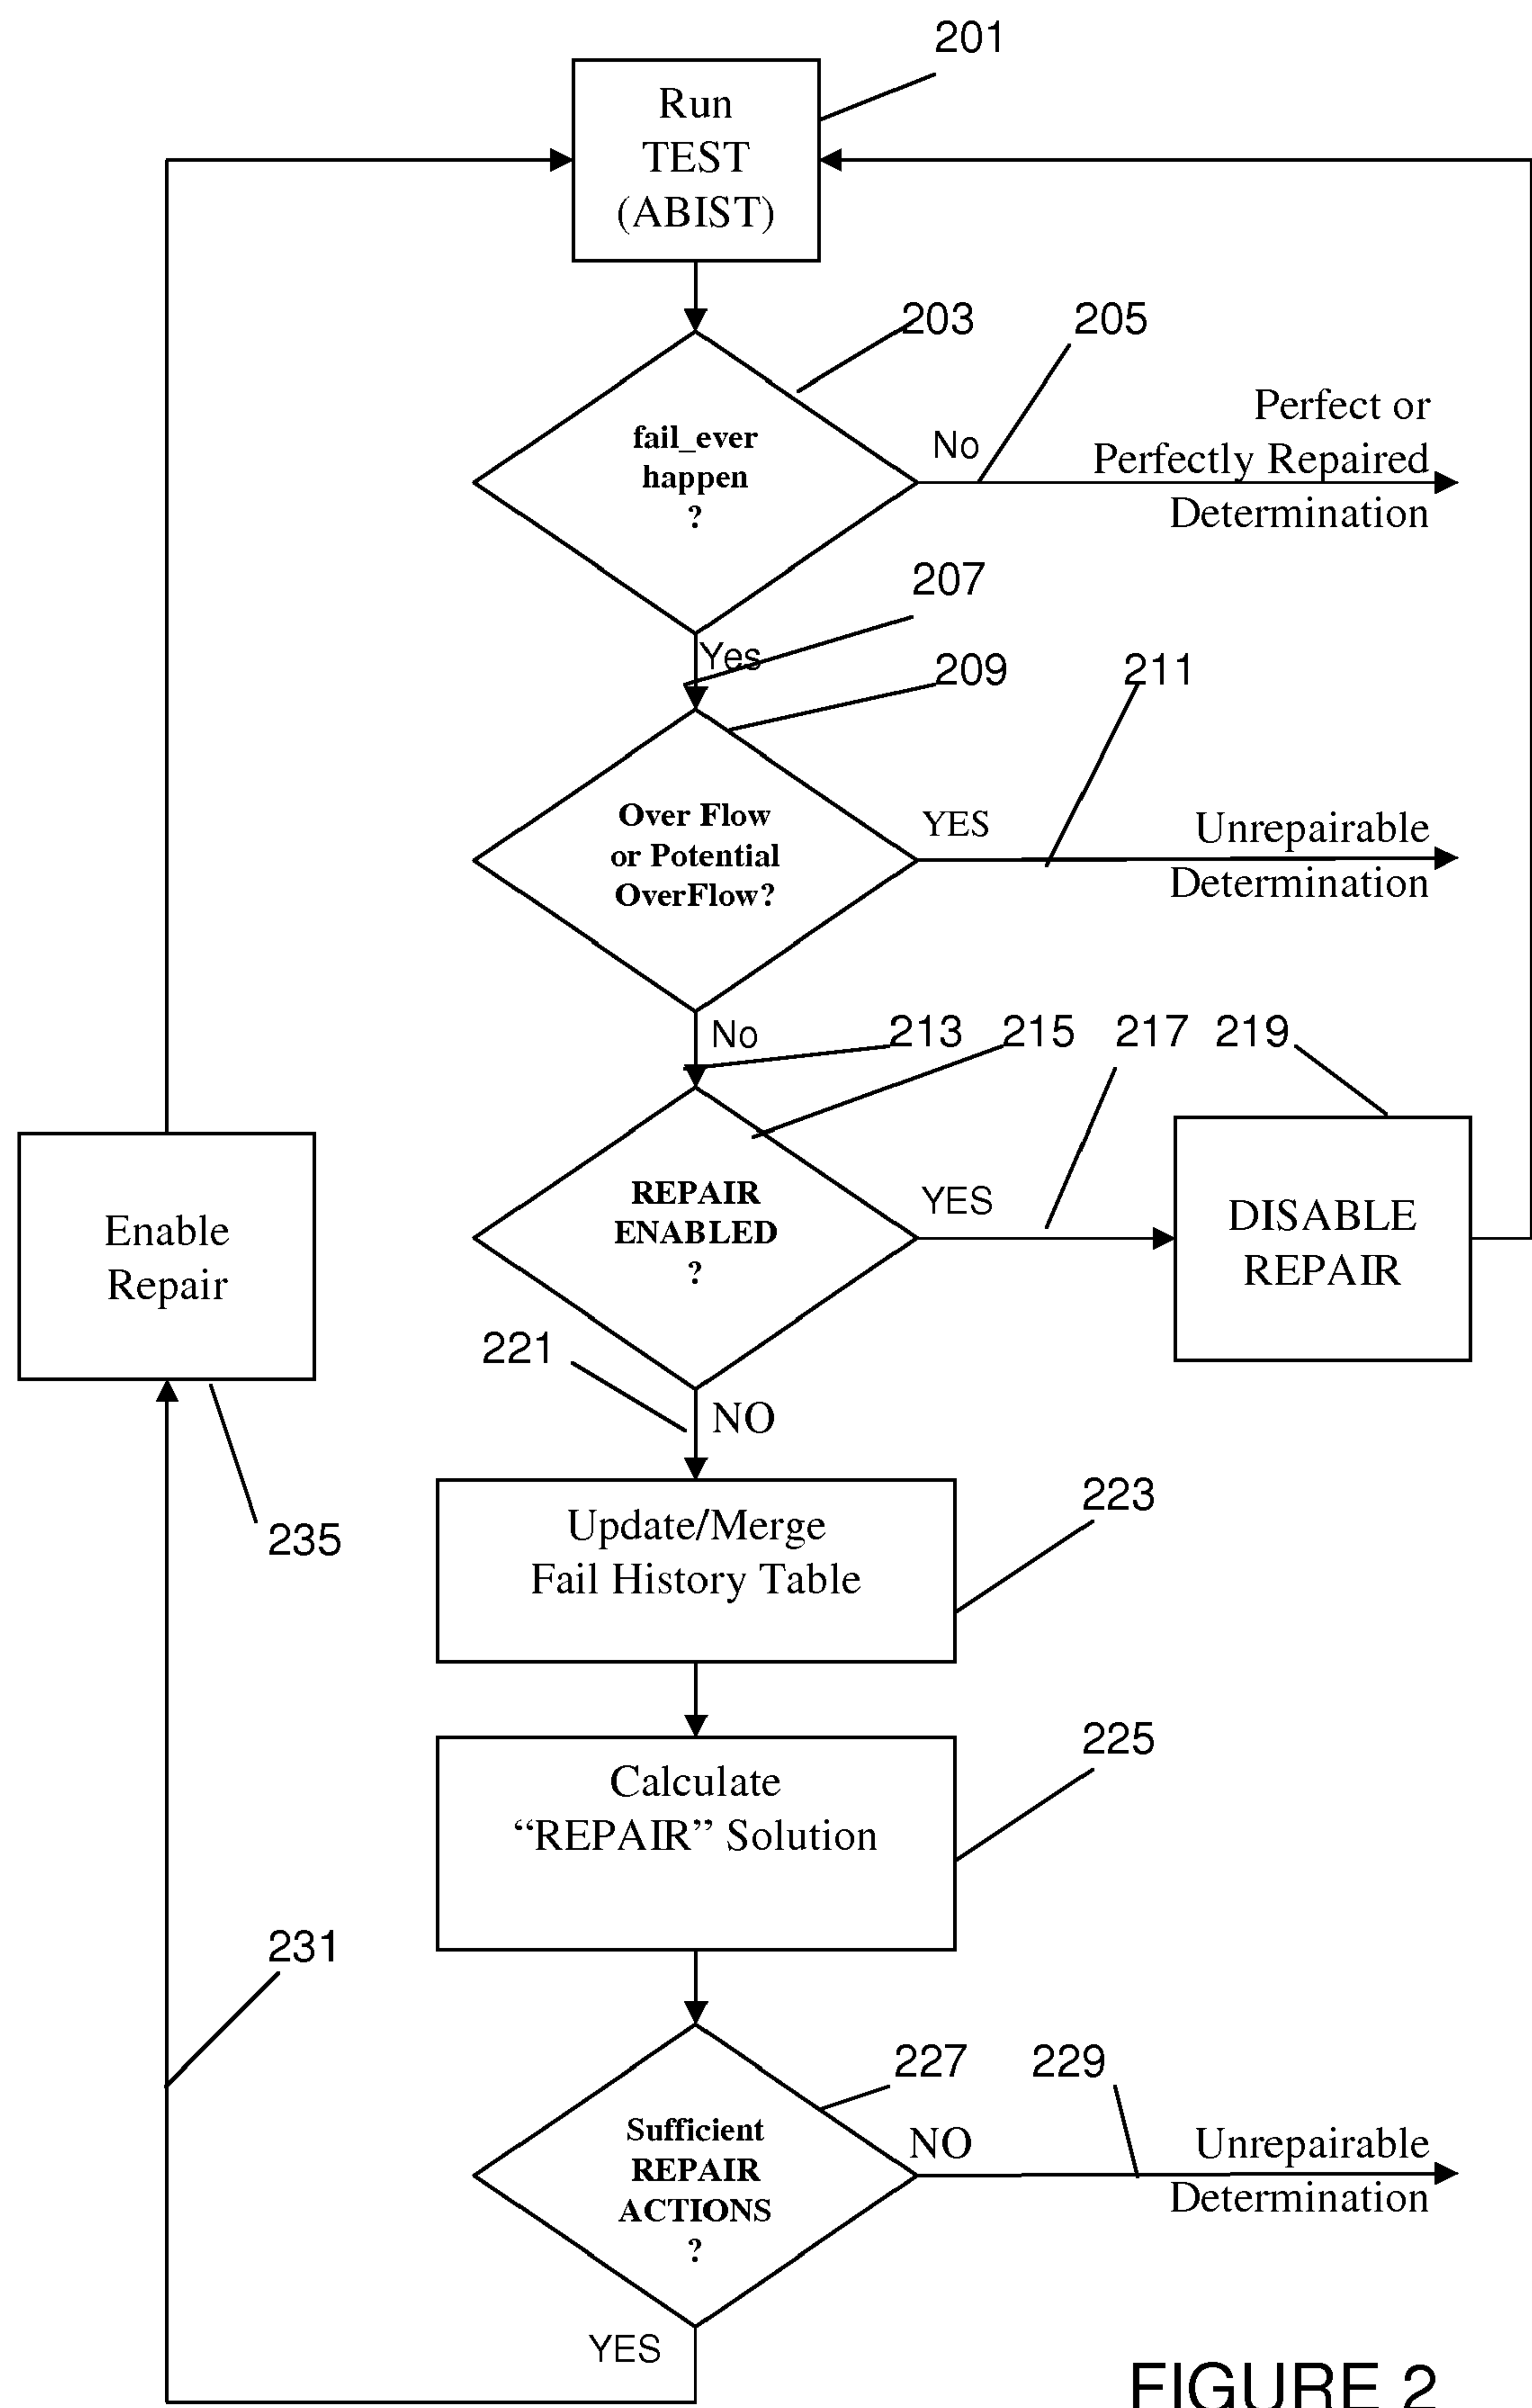 201
Run
TEST
(ABIST)
203
205
fail_ever
happen
?
No
Perfect or
Perfectly Repaired
Determination
207
Yes
209
211
Over Flow
or Potential
OverFlow?
YES
Unrepairable
Determination
No
213
215
217
219
REPAIR
ENABLED
?
YES
DISABLE
REPAIR
Enable
Repair
221
NO
235
Update/Merge
Fail History Table
223
Calculate
“REPAIR” Solution
225
231
227
229
Sufficient
REPAIR
ACTIONS
?
NO
Unrepairable
Determination
YES
FIGURE 2